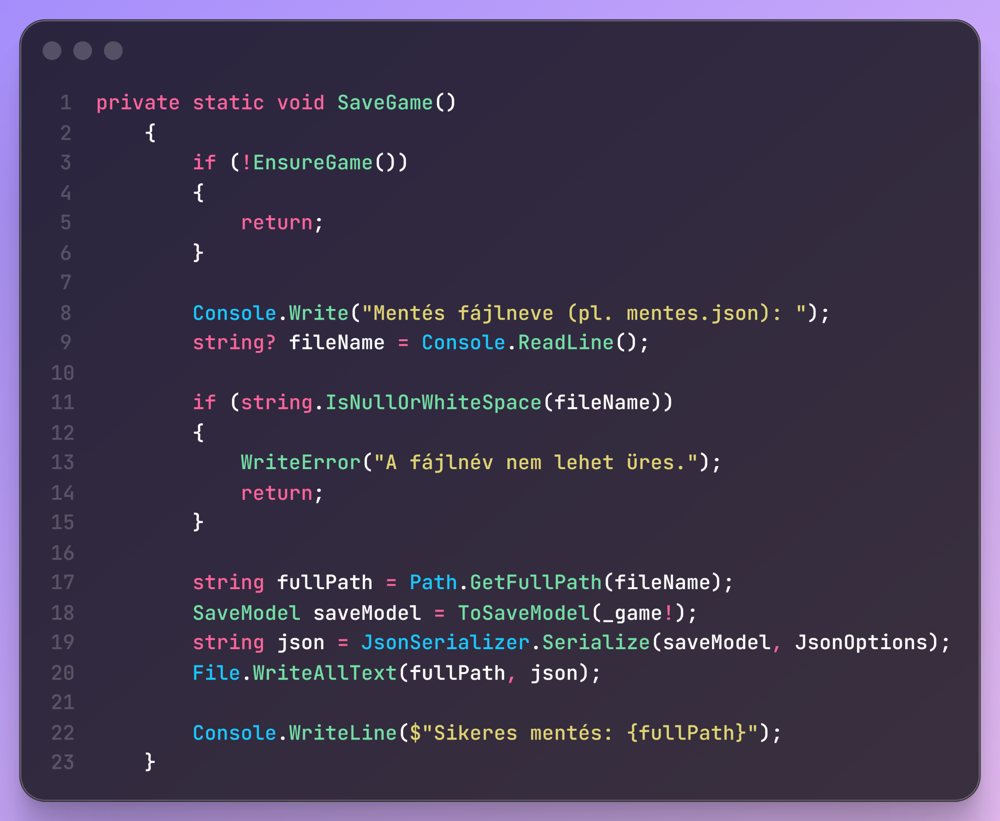 1 private static void SaveGame()
2     {
3         if (!EnsureGame())
4         {
5             return;
6         }
7
8         Console.Write("Mentés fájlneve (pl. mentes.json): ");
9         string? fileName = Console.ReadLine();
10
11         if (string.IsNullOrWhiteSpace(fileName))
12         {
13             WriteError("A fájlnév nem lehet üres.");
14             return;
15         }
16
17         string fullPath = Path.GetFullPath(fileName);
18         SaveModel saveModel = ToSaveModel(_game!);
19         string json = JsonSerializer.Serialize(saveModel, JsonOptions);
20         File.WriteAllText(fullPath, json);
21
22         Console.WriteLine($"Sikeres mentés: {fullPath}");
23     }